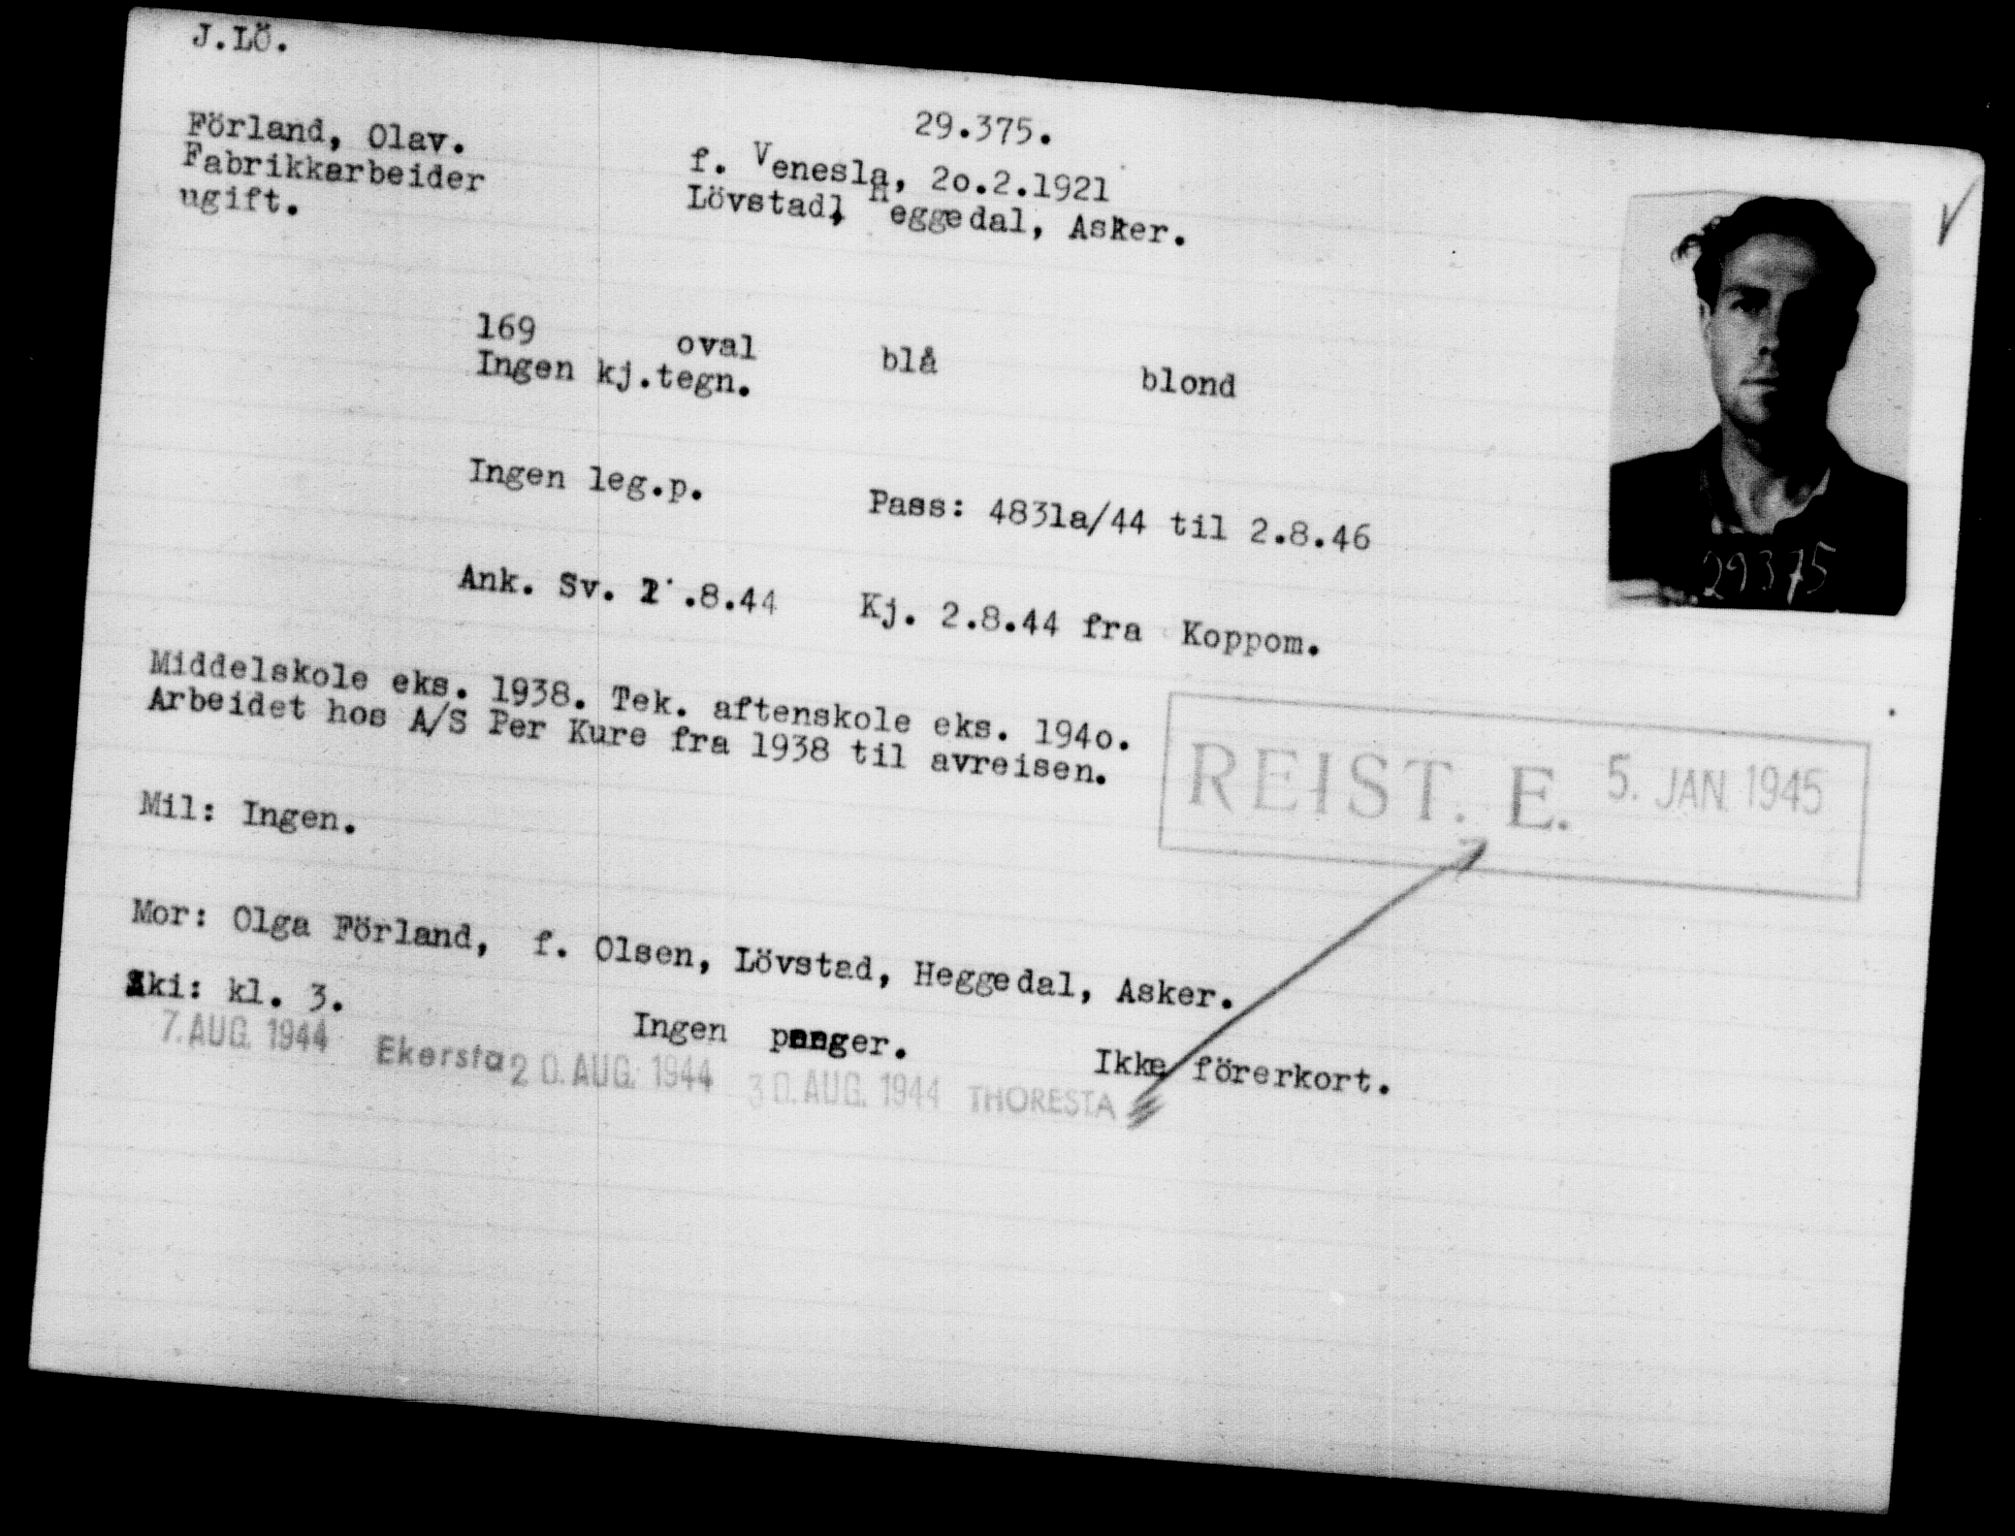 J.LÖ.
29.375.
Förland, Olav.
f. Venesla, 2o.2.1921
Fabrikkarbeider
Lövstad, Heggedal, Asker.
ugift.
169 oval blå blond
Ingen kj.tegn.
Ingen leg.p. Pass: 4831a/44 til 2.8.46
Ank. Sv. .8.44 Kj. 2.8.44 fra Koppom.
Middelskole eks. 1938. Tek. aftenskole eks. 194o.
Arbeidet hos A/S Per Kure fra 1938 til avreisen.
REIST. E. 5. JAN. 1945
Mil: Ingen.
Mor: Olga Förland, f. Olsen, Lövstad, Heggedal, Asker.
Ski: kl. 3. Ingen penger. Ikke förerkort.
7. AUG. 1944 Ekersta 20. AUG. 1944 30. AUG. 1944 THORESTA
29375